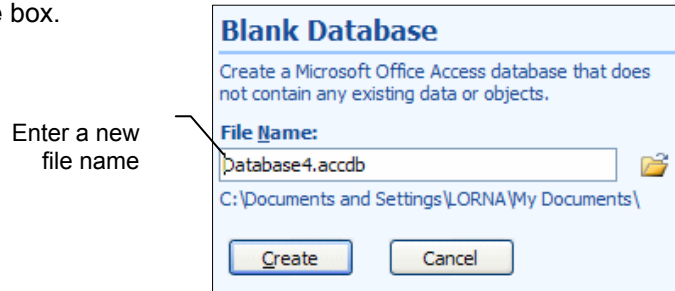 box.
Blank Database
Create a Microsoft Office Access database that does
not contain any existing data or objects.
Enter a new
file name
File Name:
Database4.accdb
C:\Documents and Settings\LORNA\My Documents\
Create
Cancel